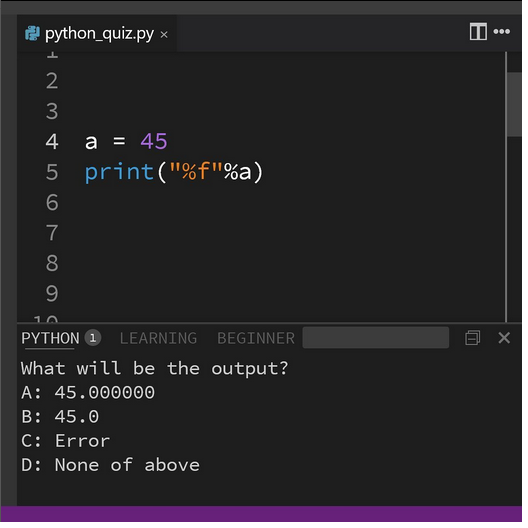 python_quiz.py ×
1
2
3
4 a = 45
5 print("%f"%a)
6
7
8
9
10
PYTHON 1 LEARNING BEGINNER
What will be the output?
A: 45.000000
B: 45.0
C: Error
D: None of above